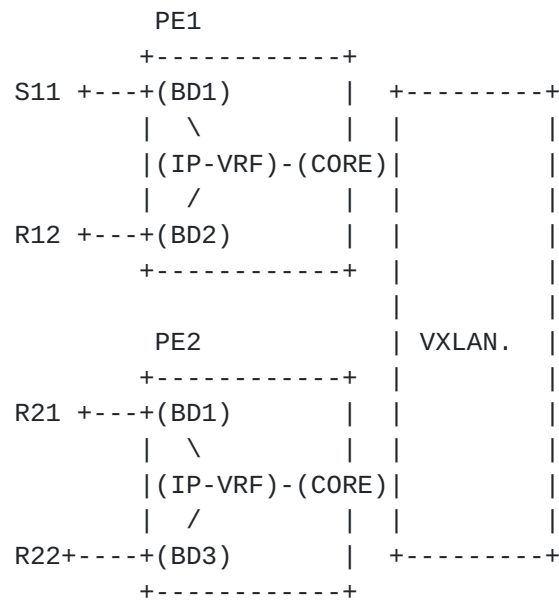 PE1
+------------+
S11 +---+(BD1)       |  +---------+
|  \         |  |         |
|(IP-VRF)-(CORE)|         |
|  /         |  |         |
R12 +---+(BD2)       |  |         |
+------------+  |         |
|         |
PE2             | VXLAN.  |
+------------+  |         |
R21 +---+(BD1)       |  |         |
|  \         |  |         |
|(IP-VRF)-(CORE)|         |
|  /         |  |         |
R22+----+(BD3)       |  +---------+
+------------+